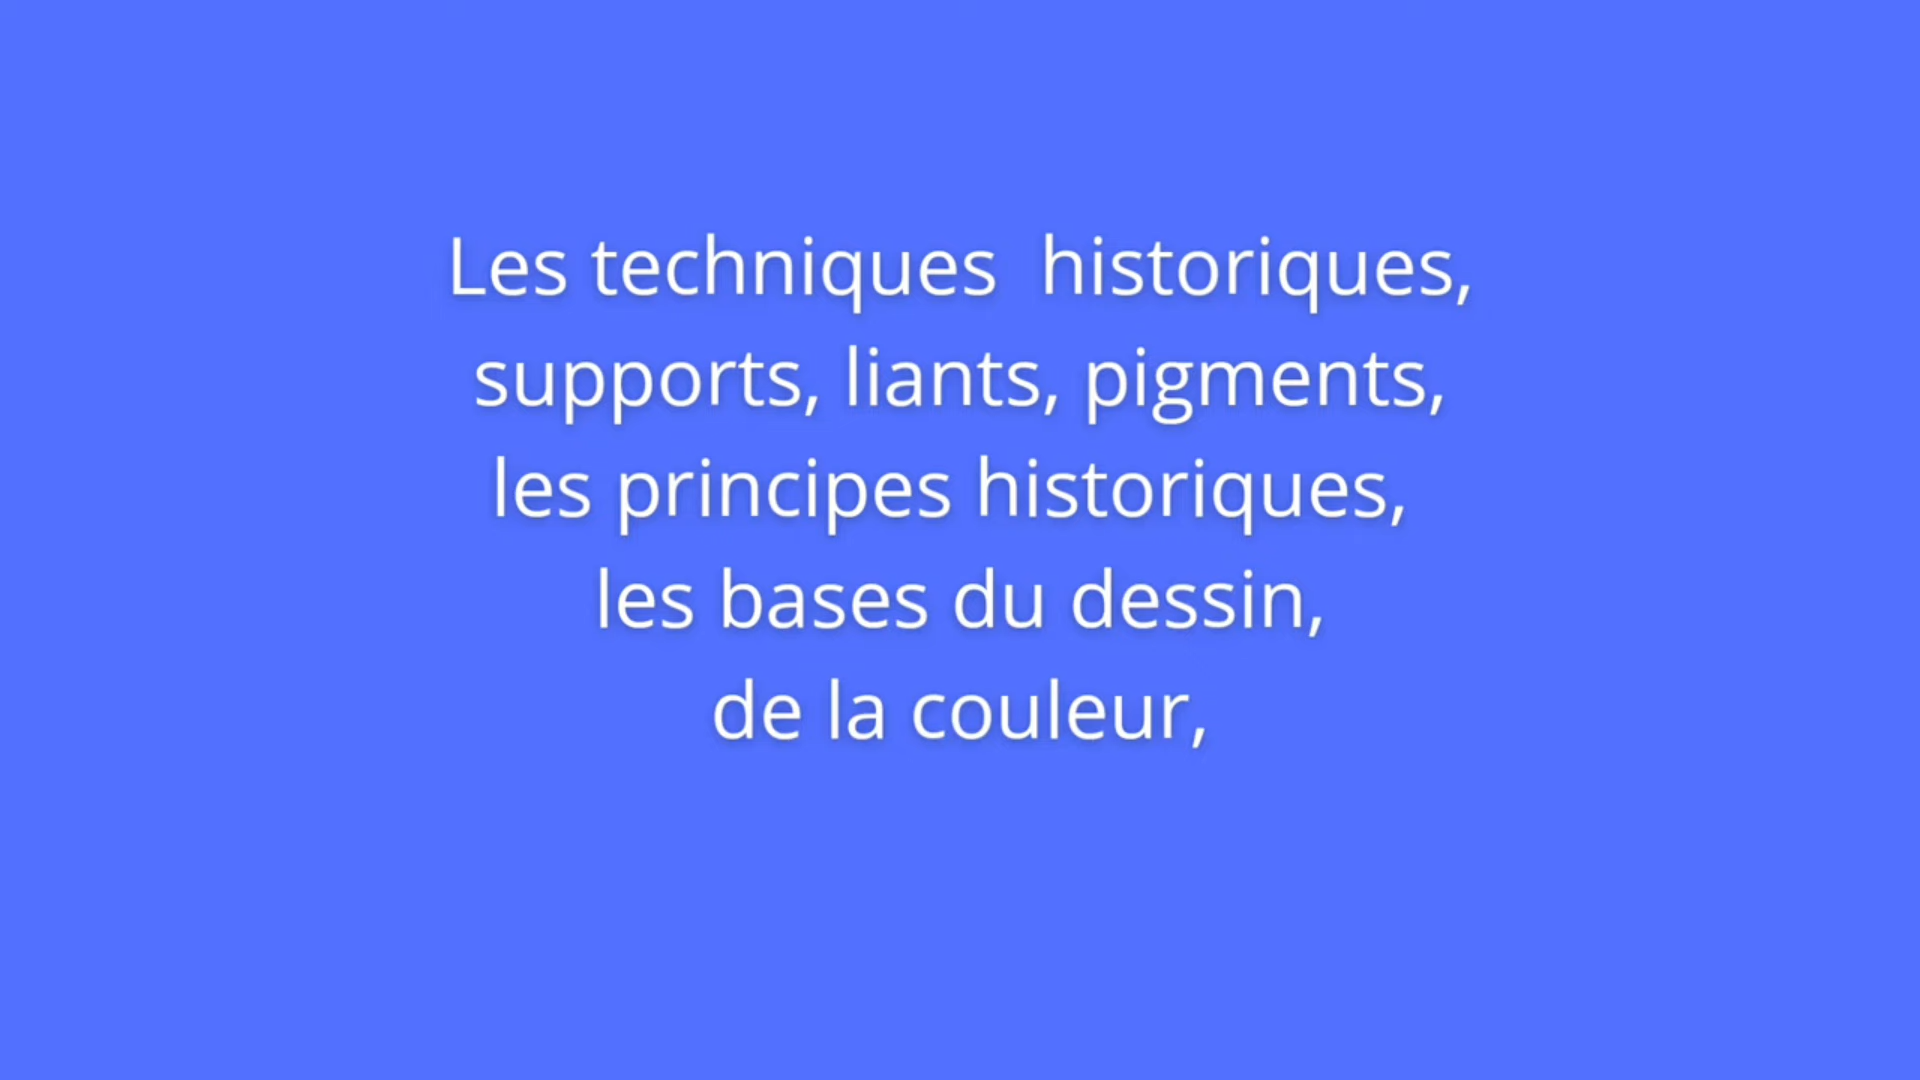 Les techniques  historiques,
supports, liants, pigments,
les principes historiques,
les bases du dessin,
de la couleur,